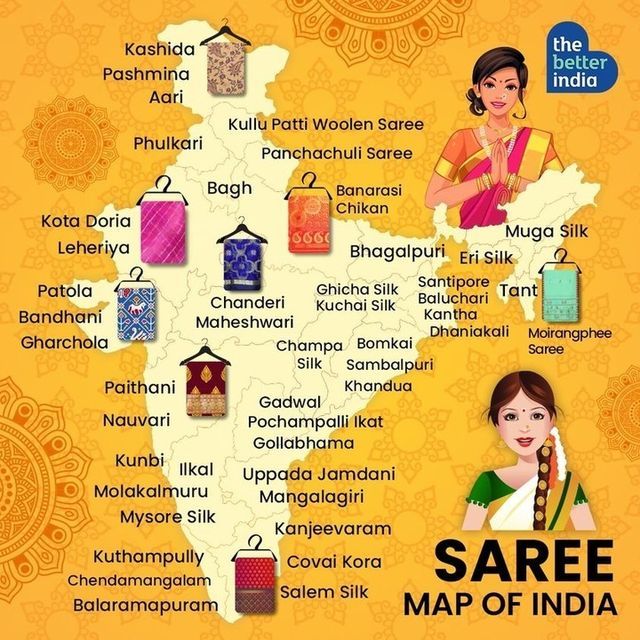 the
better
india
Kashida
Pashmina
Aari
Kullu Patti Woolen Saree
Phulkari
Panchachuli Saree
Bagh
Banarasi
Chikan
Kota Doria
Leheriya
Muga Silk
Bhagalpuri
Eri Silk
Patola
Bandhani
Gharchola
Chanderi
Maheshwari
Ghicha Silk
Kuchai Silk
Santipore
Baluchari
Kantha
Dhaniakali
Tant
Moirangphee
Saree
Champa
Silk
Bomkai
Sambalpuri
Khandua
Paithani
Nauvari
Gadwal
Pochampalli Ikat
Gollabhama
Kunbi
Ilkal
Molakalmuru
Mysore Silk
Uppada Jamdani
Mangalagiri
Kanjeevaram
Kuthampully
Chendamangalam
Balaramapuram
Covai Kora
Salem Silk
SAREE
MAP OF INDIA